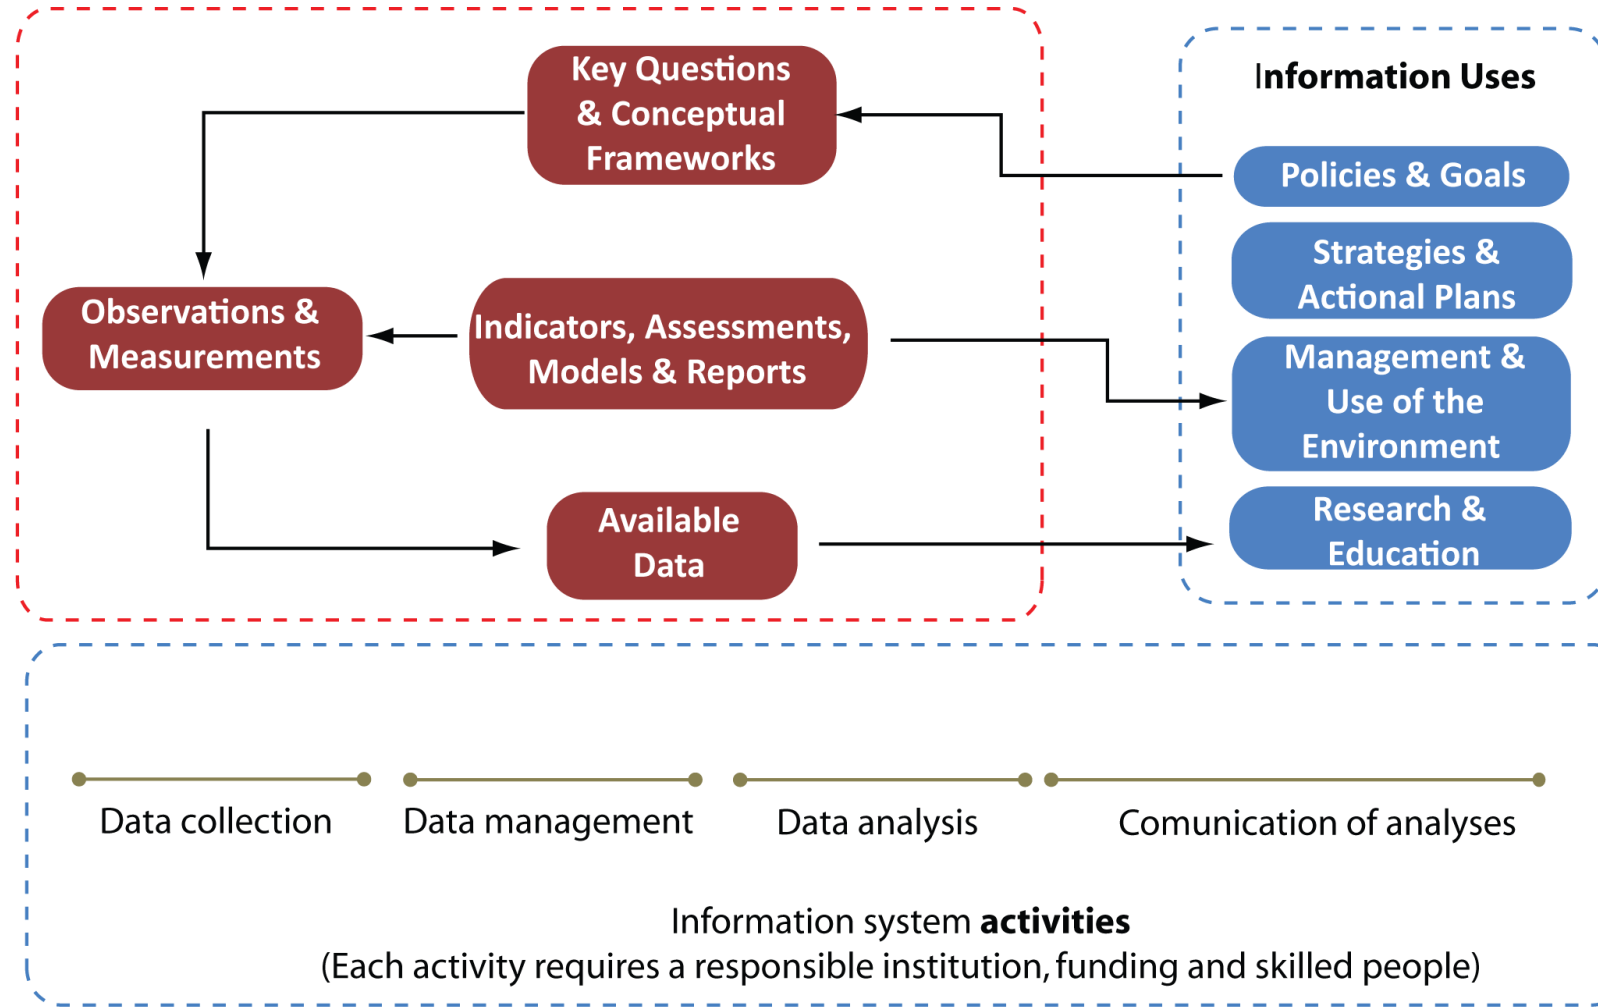 Key Questions
& Conceptual
Frameworks
Information Uses
Policies & Goals
Strategies &
Actional Plans
Observations &
Measurements
Indicators, Assessments,
Models & Reports
Management &
Use of the
Environment
Available
Data
Research &
Education
Data collection
Data management
Data analysis
Comunication of analyses
Information system activities
(Each activity requires a responsible institution, funding and skilled people)